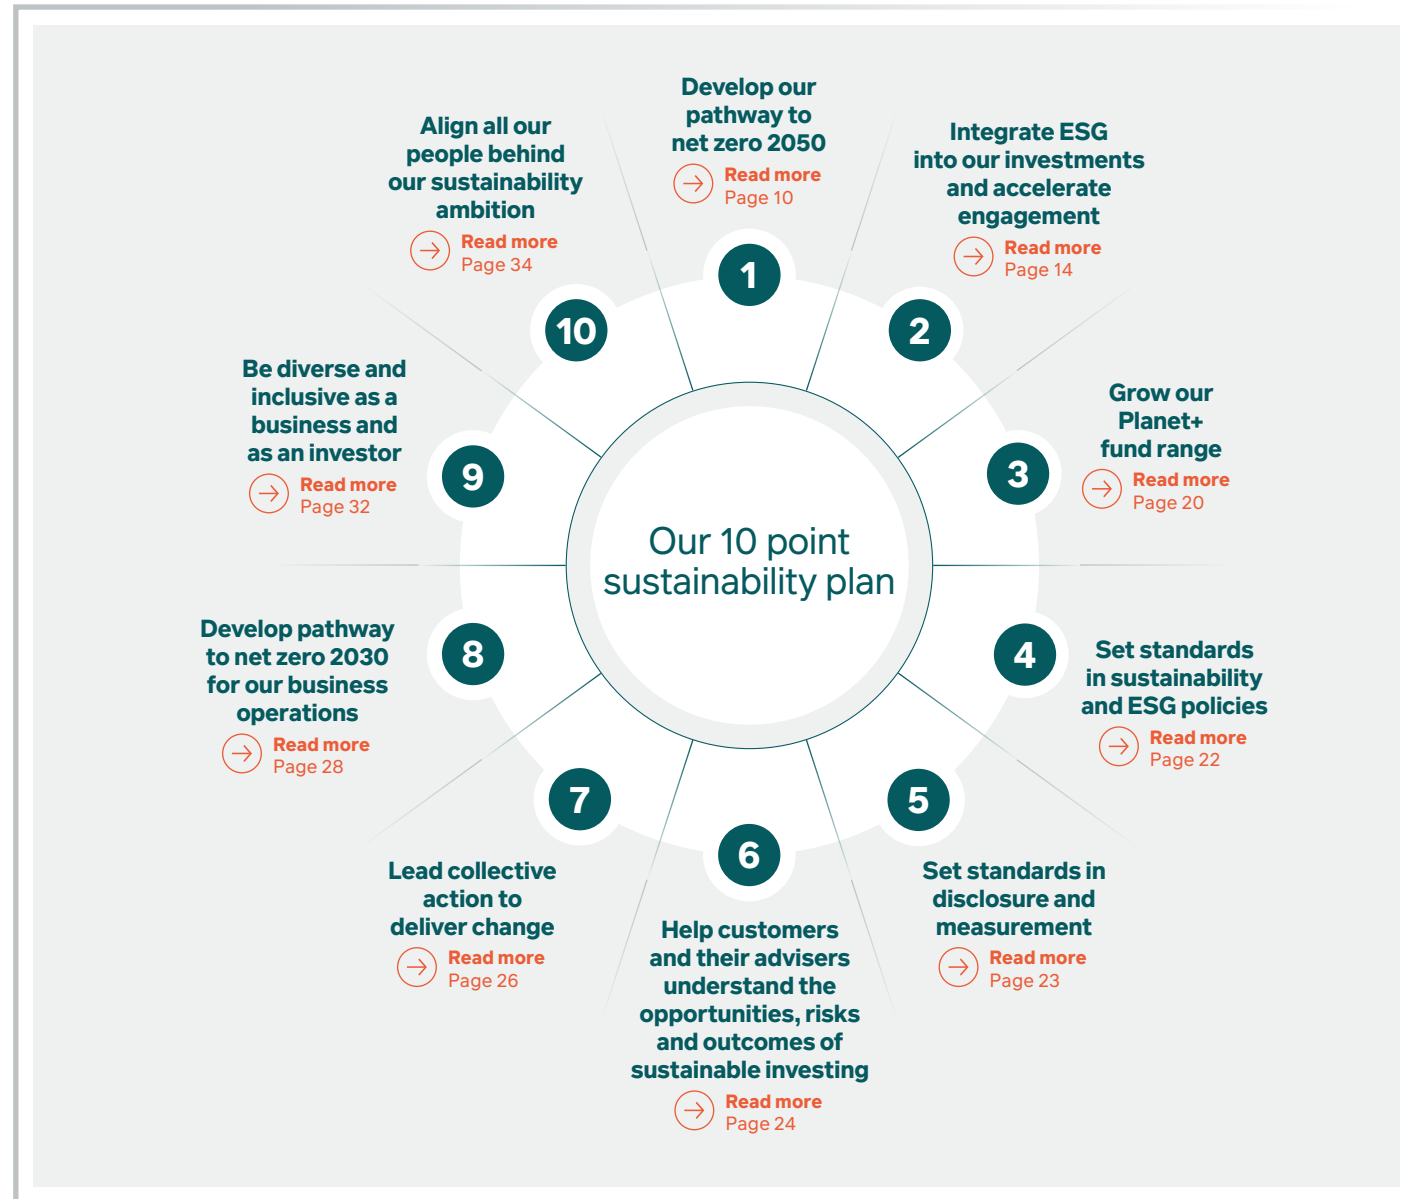 Our 10 point
sustainability plan
1
Develop our
pathway to
net zero 2050
Read more
Page 10
2
Integrate ESG
into our investments
and accelerate
engagement
Read more
Page 14
3
Grow our
Planet+
fund range
Read more
Page 20
4
Set standards
in sustainability
and ESG policies
Read more
Page 22
5
Set standards in
disclosure and
measurement
Read more
Page 23
6
Help customers
and their advisers
understand the
opportunities, risks
and outcomes of
sustainable investing
Read more
Page 24
7
Lead collective
action to
deliver change
Read more
Page 26
8
Develop pathway
to net zero 2030
for our business
operations
Read more
Page 28
9
Be diverse and
inclusive as a
business and
as an investor
Read more
Page 32
10
Align all our
people behind
our sustainability
ambition
Read more
Page 34